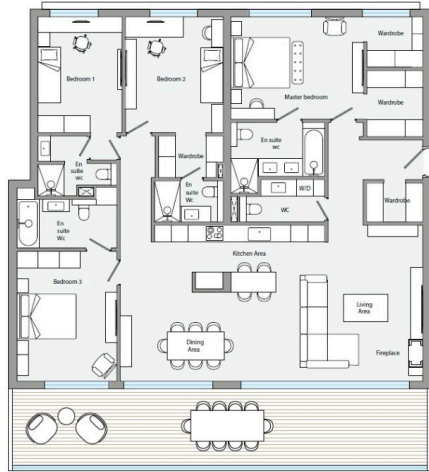 Wardrobe
Bedroom 1
Bedroom 2
Master bedroom
Wardrobe
En suite
wc
En
suite
wc
Wardrobe
En
suite
Wc
W/D
Wardrobe
WC
En
suite
Wc
Kitchen Area
Bedroom 3
Living
Area
Dining
Area
Fireplace